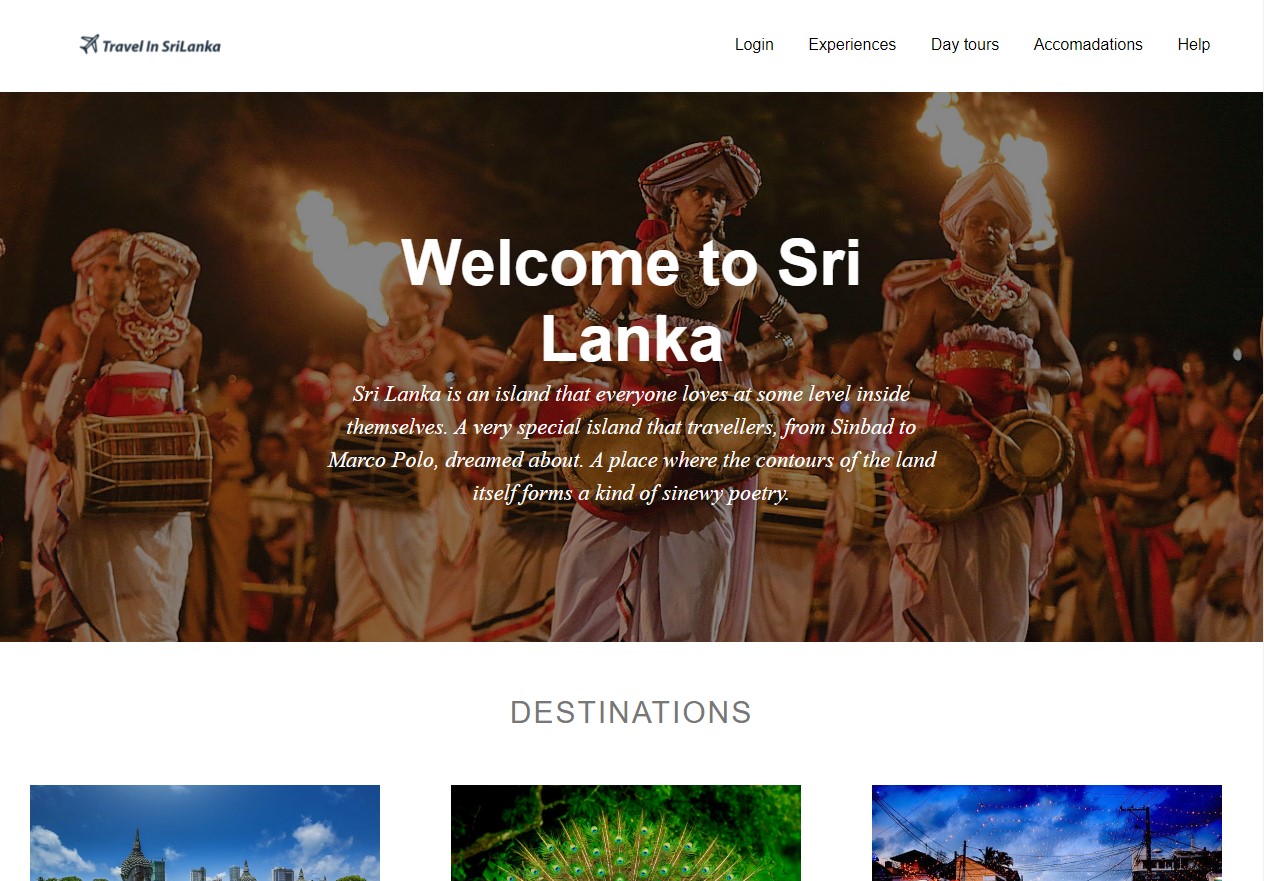 Travel In SriLanka
Login Experiences Day tours Accomadations Help
Welcome to Sri
Lanka
Sri Lanka is an island that everyone loves at some level inside
themselves. A very special island that travellers, from Sinbad to
Marco Polo, dreamed about. A place where the contours of the land
itself forms a kind of sinewy poetry.
DESTINATIONS